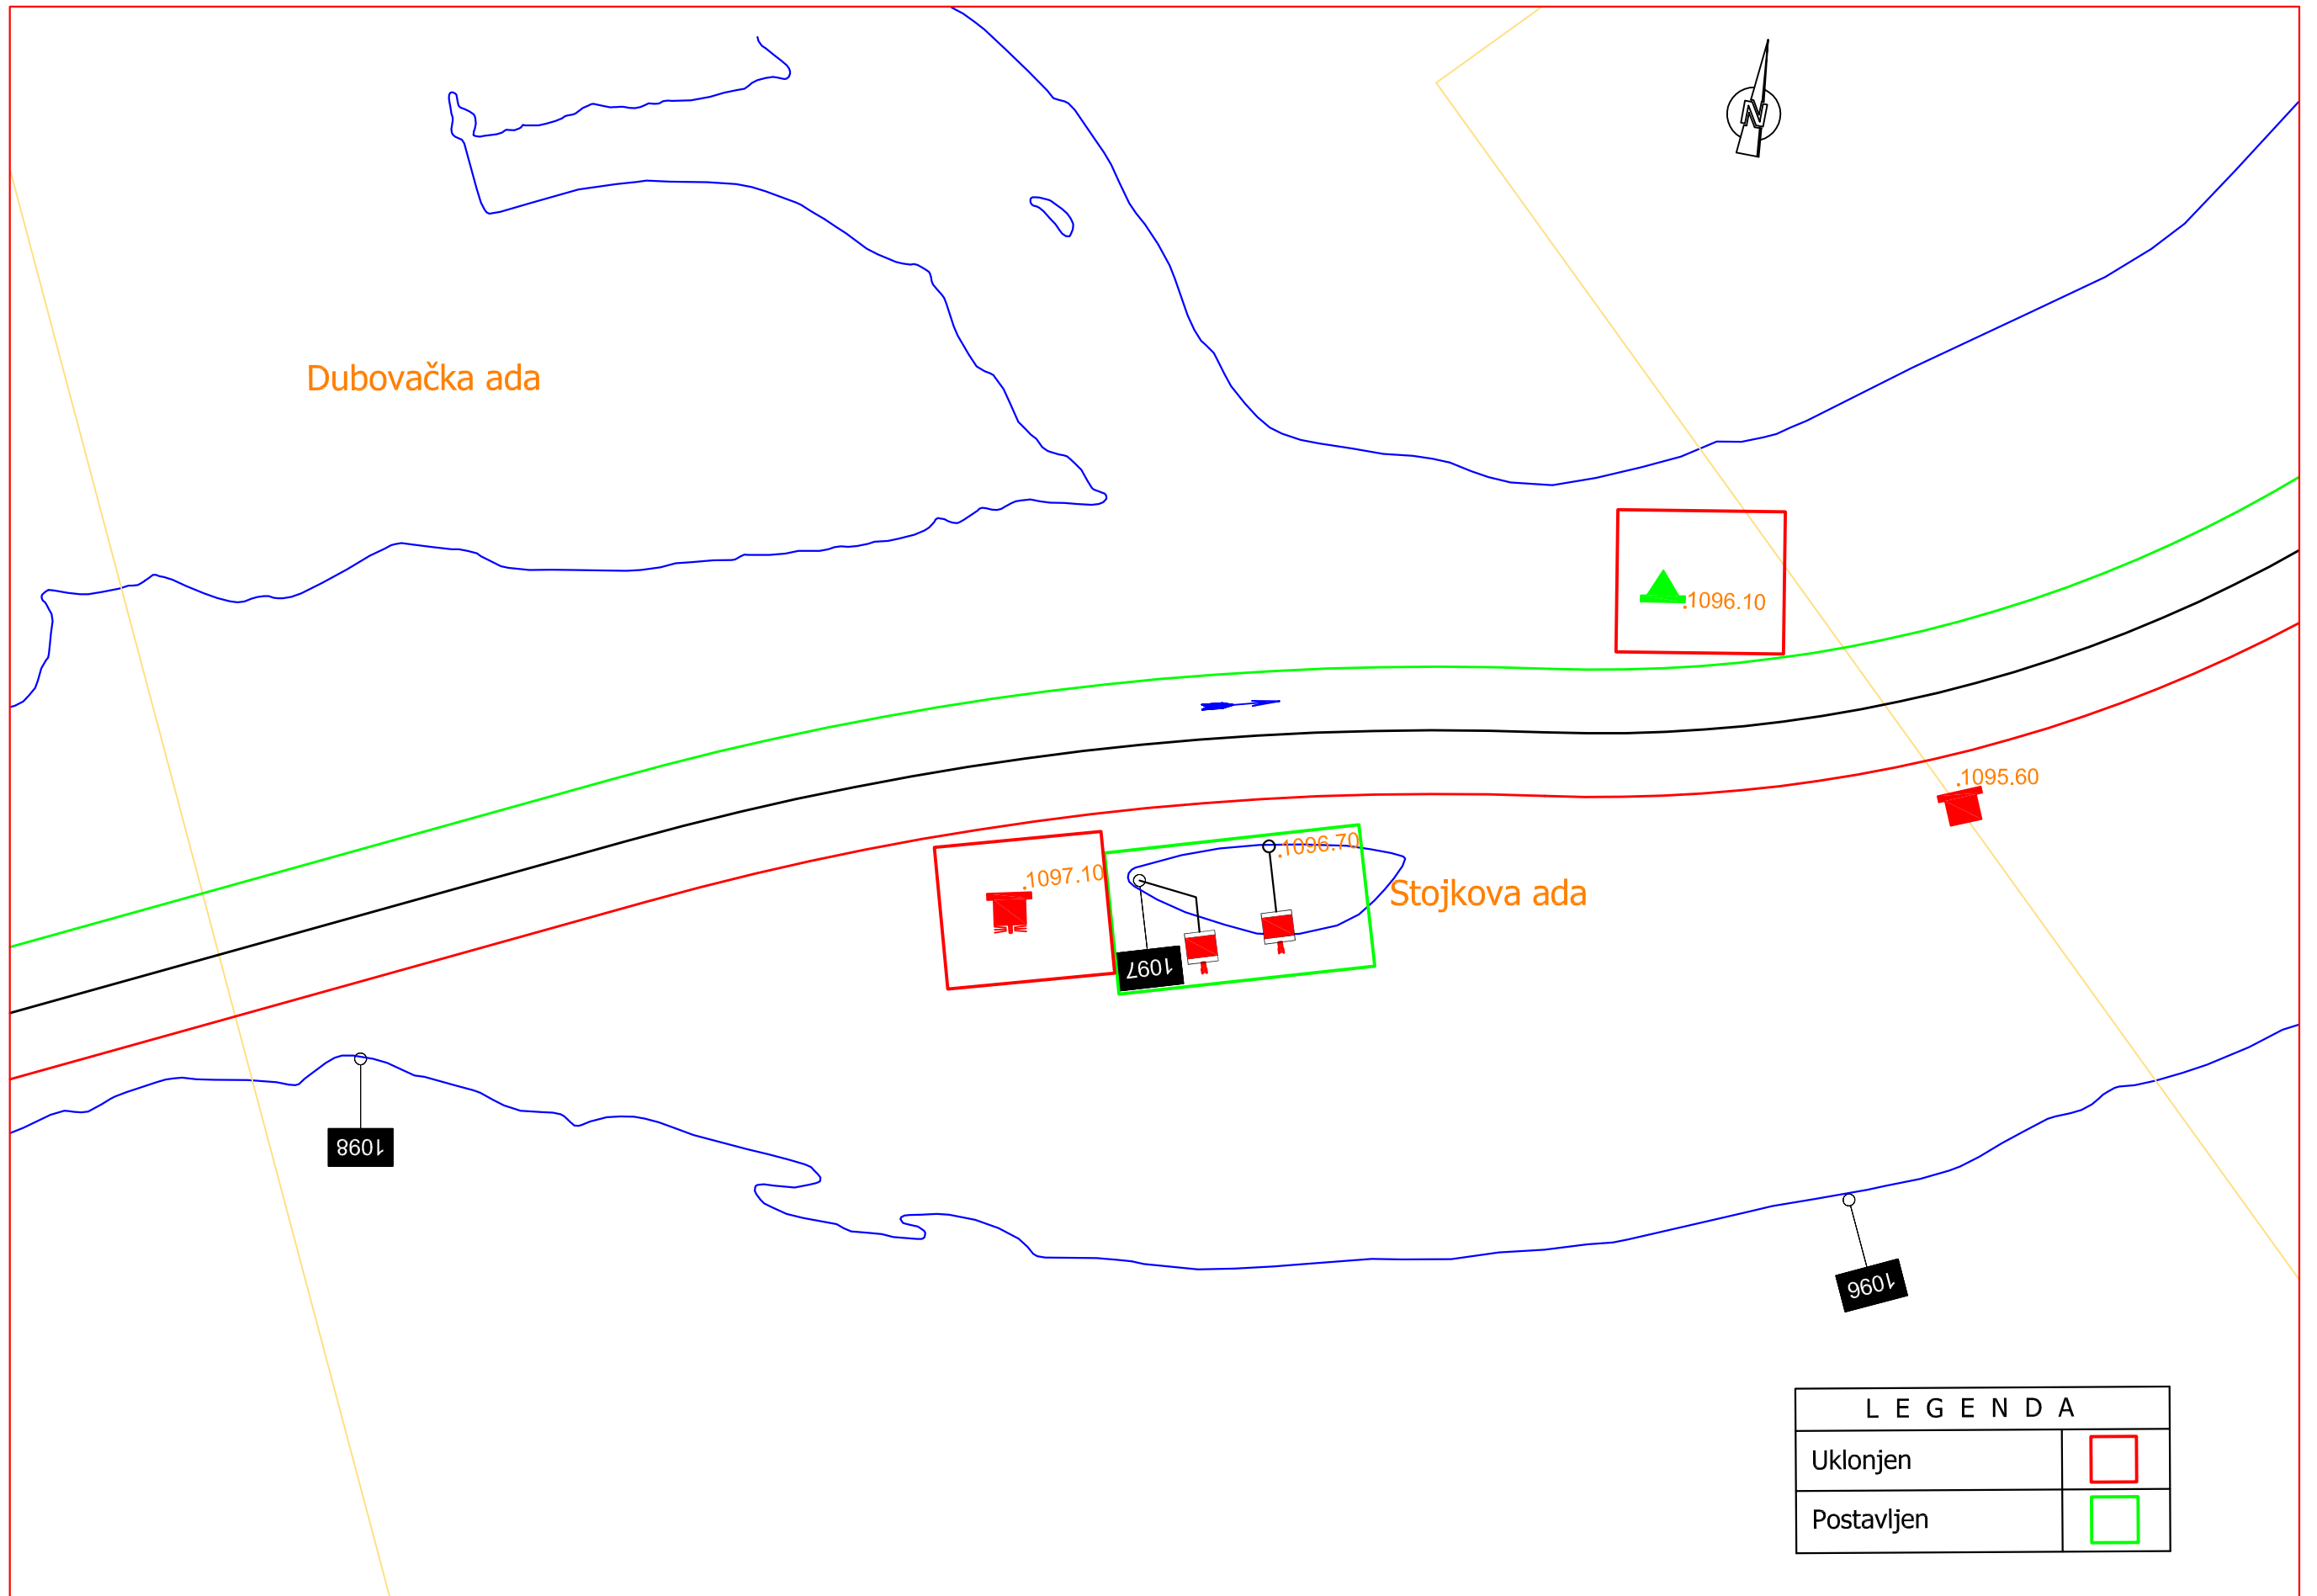 N
Dubovačka ada
.1096.10
.1095.60
.1096.70
.1097.10
Stojkova ada
1097
1098
1096
L E G E N D A
Uklonjen
Postavljen